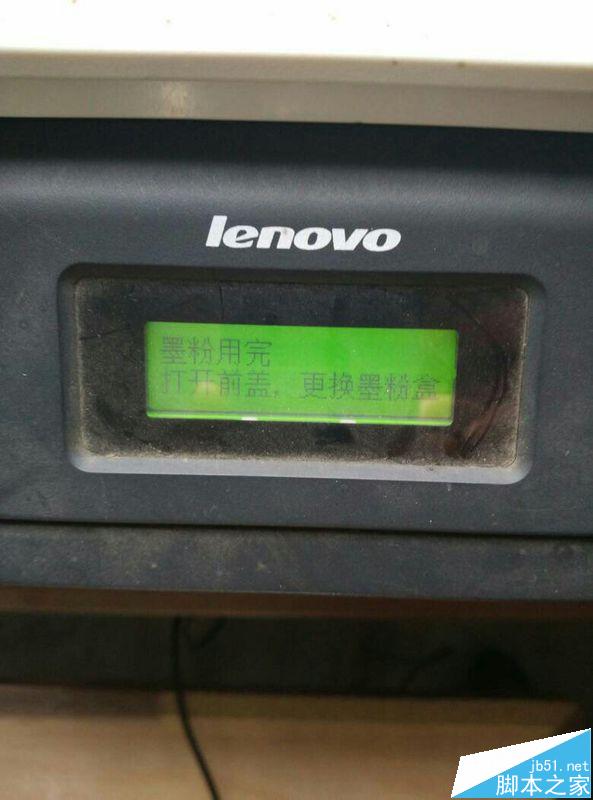 lenovo
墨粉用完
打开前盖，更换墨粉盒
jb51.net
脚本之家